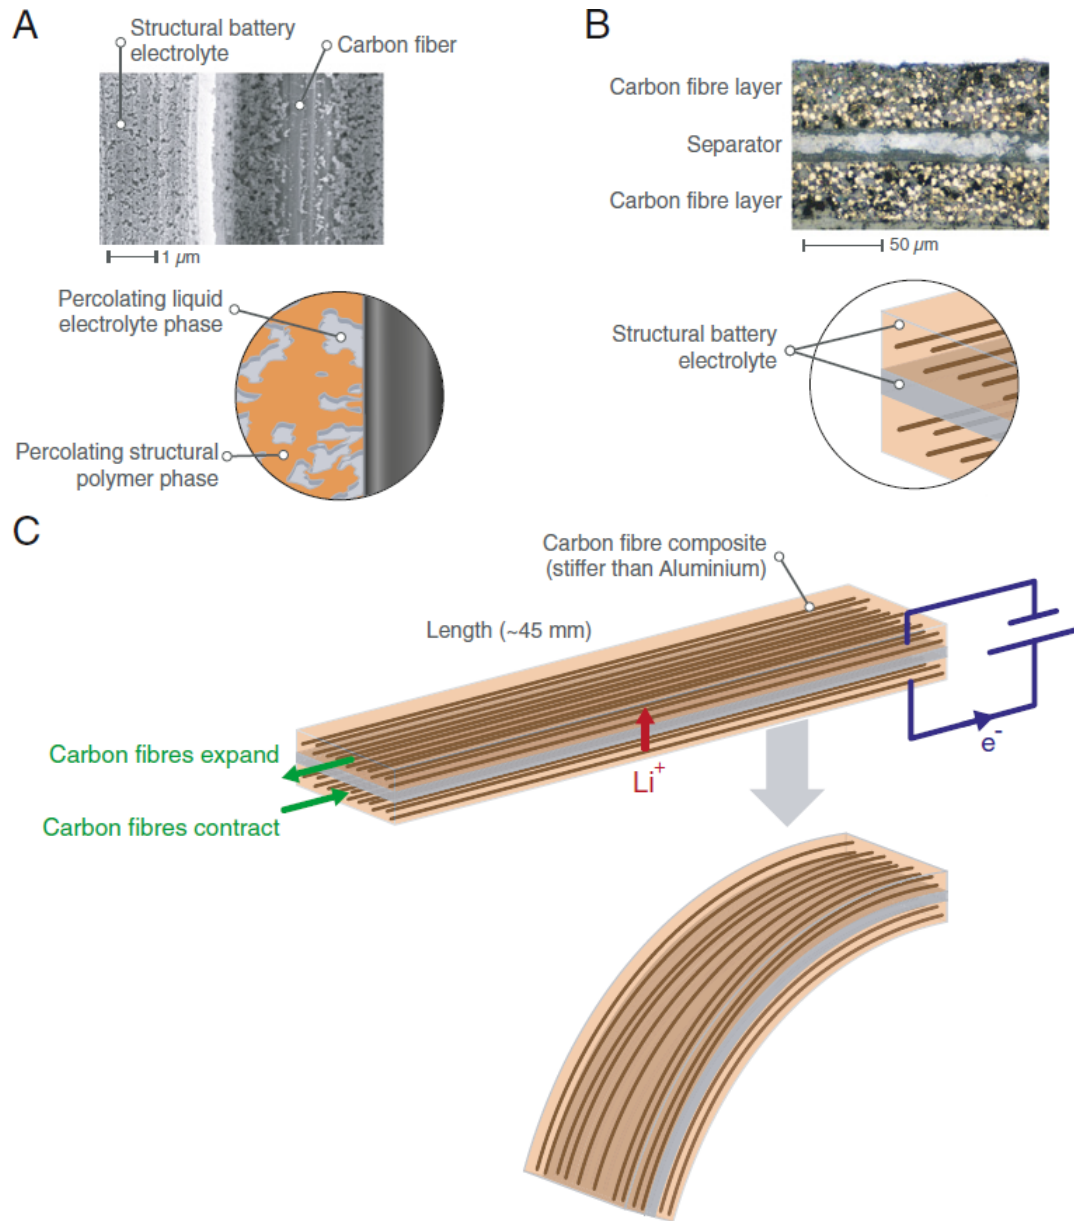 A
Structural battery
electrolyte
Carbon fiber
1 µm
Percolating liquid
electrolyte phase
Percolating structural
polymer phase
B
Carbon fibre layer
Separator
Carbon fibre layer
50 µm
Structural battery
electrolyte
C
Carbon fibre composite
(stiffer than Aluminium)
Length (~45 mm)
Carbon fibres expand
Carbon fibres contract
Li⁺
e⁻